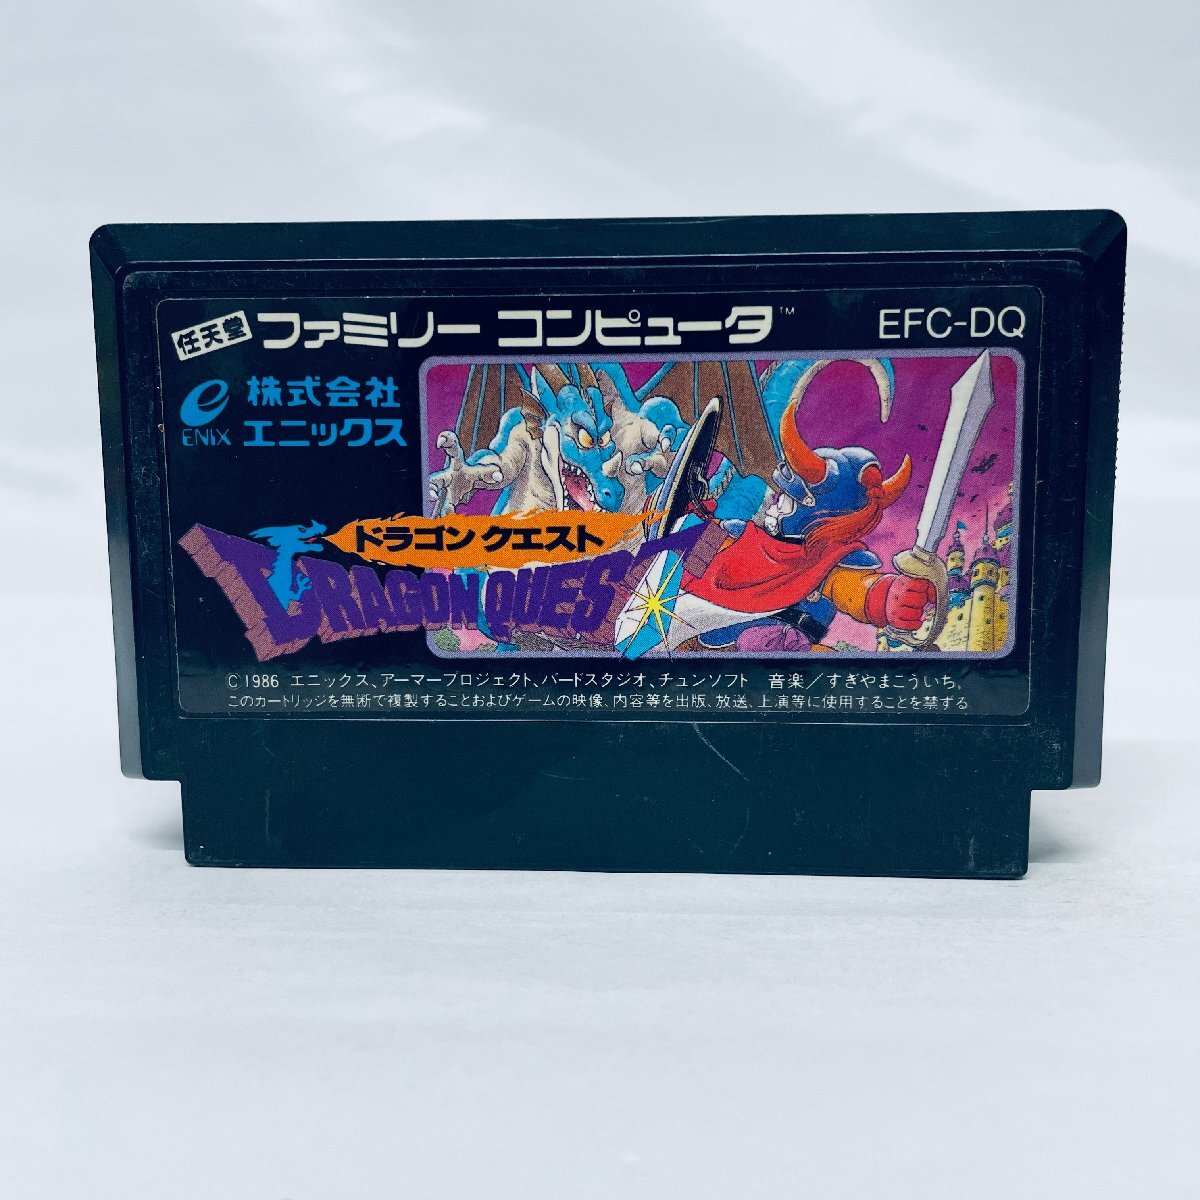 任天堂 ファミリー コンピュータ™ EFC-DQ
ENIX 株式会社
エニックス
ドラゴンクエスト
DRAGON QUEST
©1986 エニックス、アーマープロジェクト、バードスタジオ、チュンソフト 音楽/すぎやまこういち。
このカートリッジを無断で複製することおよびゲームの映像、内容等を出版、放送、上演等に使用することを禁ずる